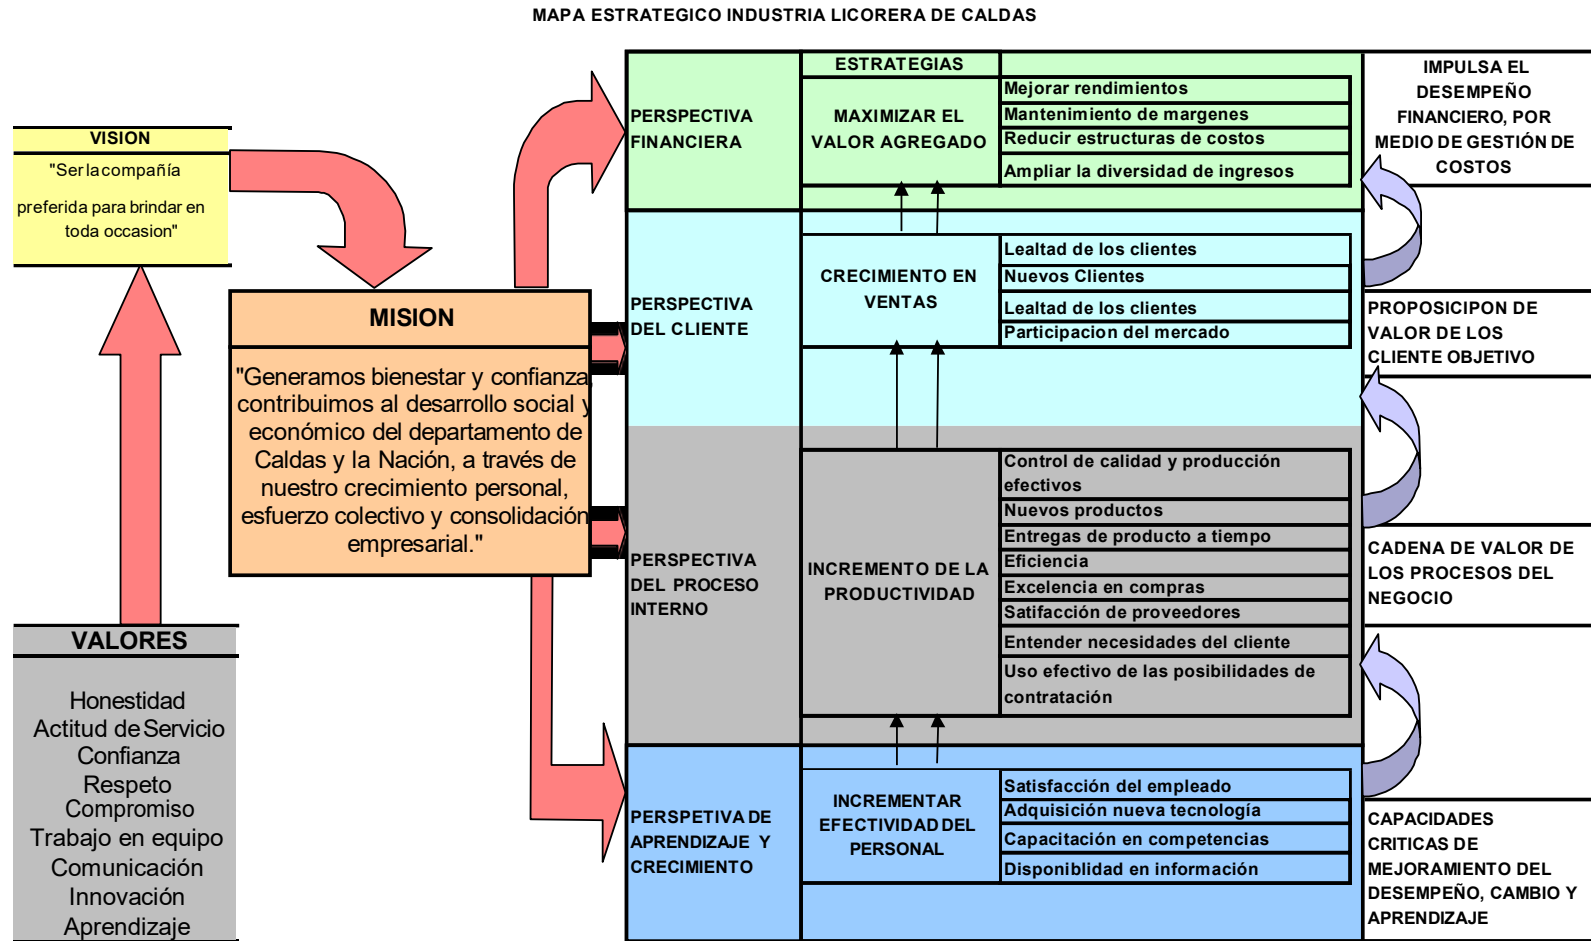 MAPA ESTRATEGICO INDUSTRIA LICORERA DE CALDAS
VISION
"Ser la compañía
preferida para brindar en
toda occasion"
MISION
"Generamos bienestar y confianza,
contribuimos al desarrollo social y
económico del departamento de
Caldas y la Nación, a través de
nuestro crecimiento personal,
esfuerzo colectivo y consolidación
empresarial."
VALORES
Honestidad
Actitud de Servicio
Confianza
Respeto
Compromiso
Trabajo en equipo
Comunicación
Innovación
Aprendizaje
PERSPECTIVA
FINANCIERA
ESTRATEGIAS
MAXIMIZAR EL
VALOR AGREGADO
Mejorar rendimientos
Mantenimiento de margenes
Reducir estructuras de costos
Ampliar la diversidad de ingresos
IMPULSA EL
DESEMPEÑO
FINANCIERO, POR
MEDIO DE GESTIÓN DE
COSTOS
PERSPECTIVA
DEL CLIENTE
CRECIMIENTO EN
VENTAS
Lealtad de los clientes
Nuevos Clientes
Lealtad de los clientes
Participacion del mercado
PROPOSICIPON DE
VALOR DE LOS
CLIENTE OBJETIVO
PERSPECTIVA
DEL PROCESO
INTERNO
INCREMENTO DE LA
PRODUCTIVIDAD
Control de calidad y producción
efectivos
Nuevos productos
Entregas de producto a tiempo
Eficiencia
Excelencia en compras
Satifacción de proveedores
Entender necesidades del cliente
Uso efectivo de las posibilidades de
contratación
CADENA DE VALOR DE
LOS PROCESOS DEL
NEGOCIO
PERSPETIVA DE
APRENDIZAJE Y
CRECIMIENTO
INCREMENTAR
EFECTIVIDAD DEL
PERSONAL
Satisfacción del empleado
Adquisición nueva tecnología
Capacitación en competencias
Disponiblidad en información
CAPACIDADES
CRITICAS DE
MEJORAMIENTO DEL
DESEMPEÑO, CAMBIO Y
APRENDIZAJE